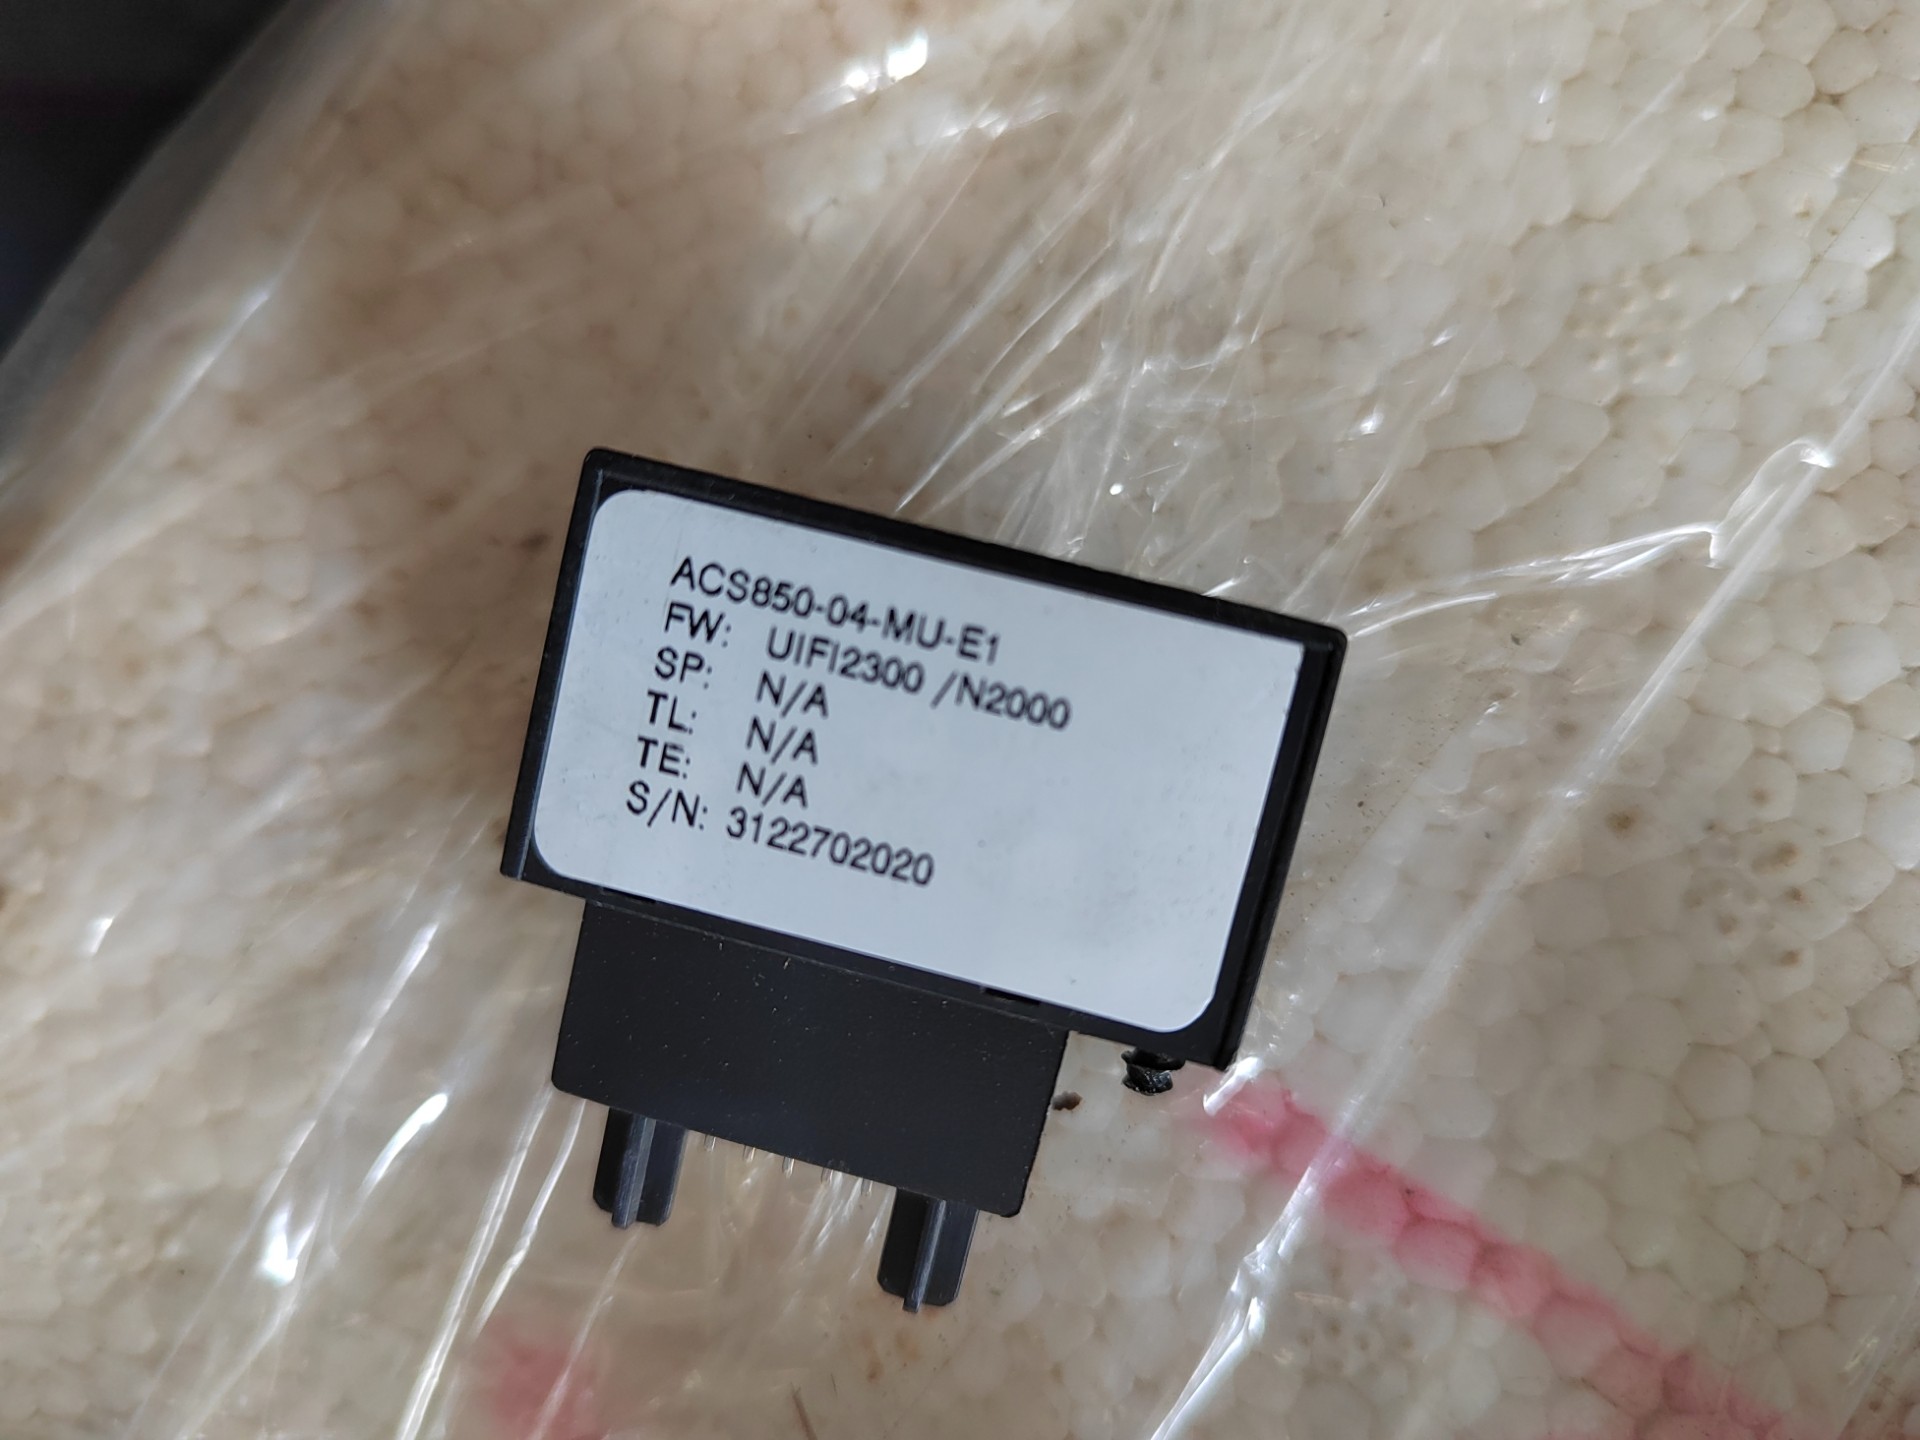 ACS850-04-MU-E1
FW: UIFI2300 /N2000
SP: N/A
TL: N/A
TE: N/A
S/N: 3122702020